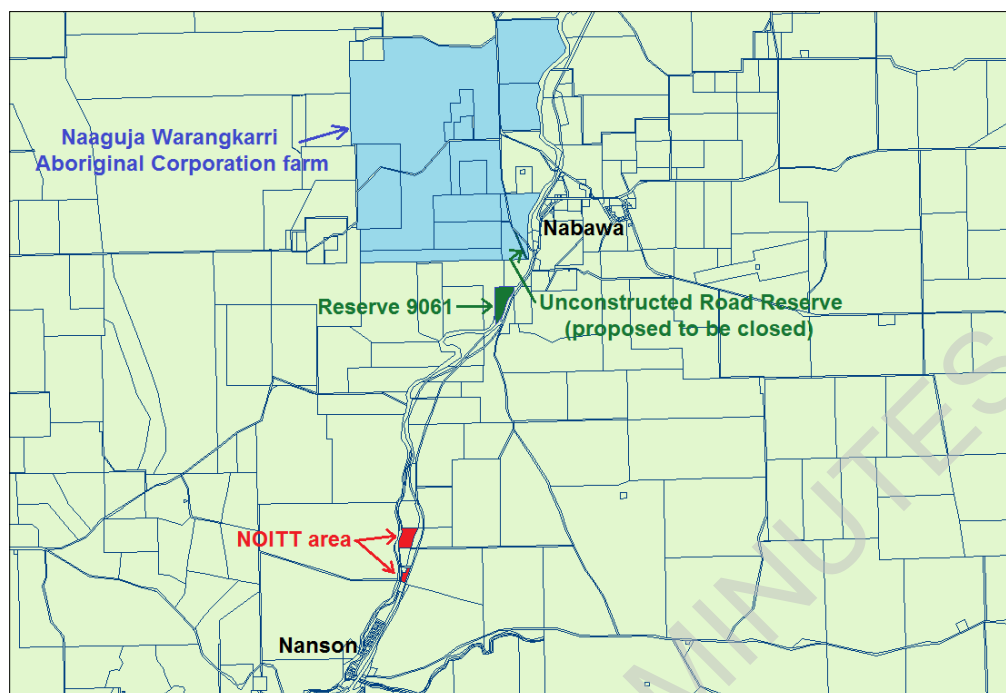 Naaguja Warangkarri
Aboriginal Corporation farm
Nabawa
Reserve 9061
Unconstructed Road Reserve
(proposed to be closed)
NOITT area
Nanson
MINUTES